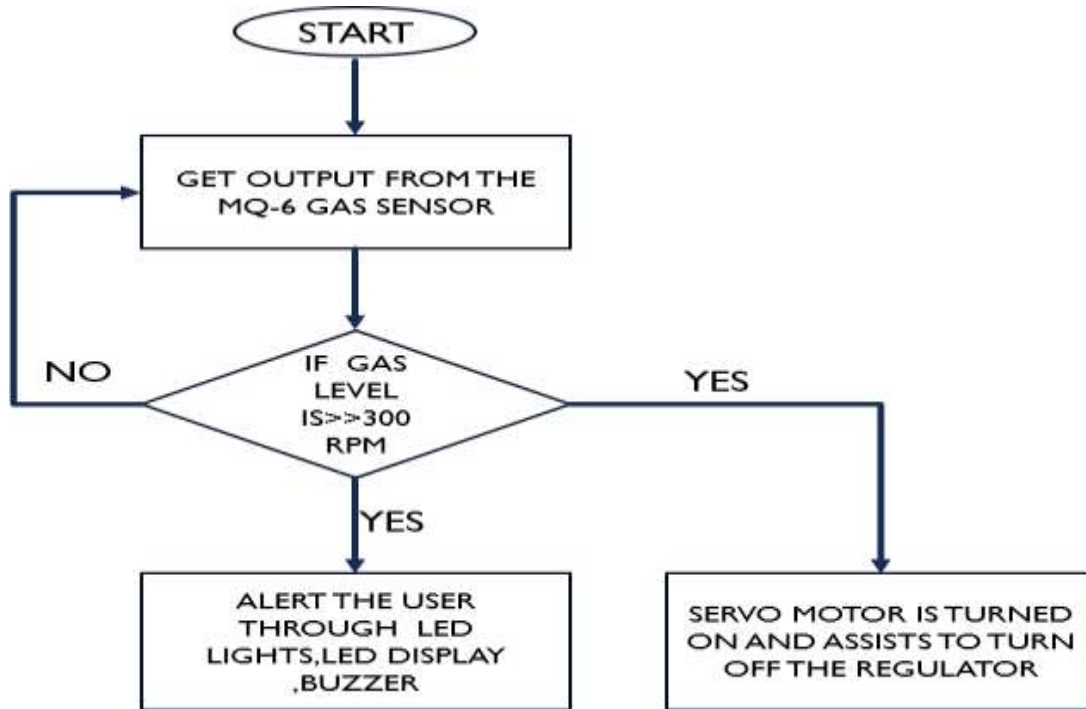 START
GET OUTPUT FROM THE
MQ-6 GAS SENSOR
NO
IF GAS
LEVEL
IS>>300
RPM
YES
YES
ALERT THE USER
THROUGH LED
LIGHTS,LED DISPLAY
,BUZZER
SERVO MOTOR IS TURNED
ON AND ASSISTS TO TURN
OFF THE REGULATOR